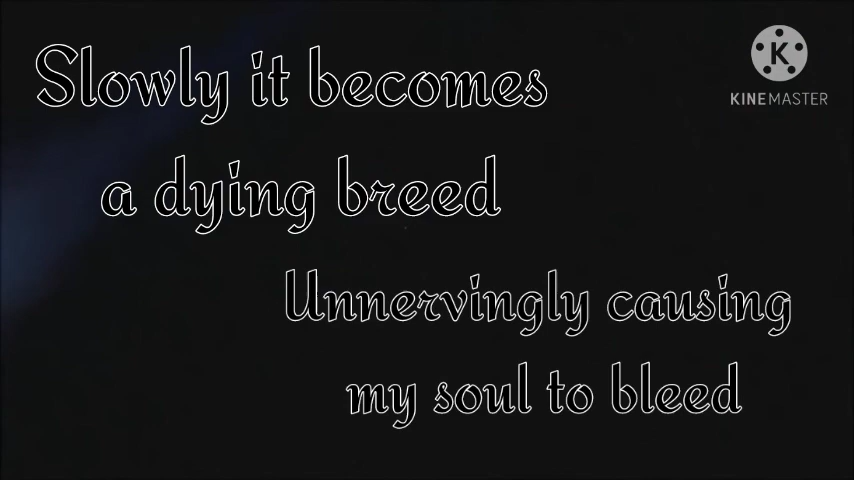 Slowly it becomes
a dying breed
Unnervingly causing
my soul to bleed
K
KINEMASTER